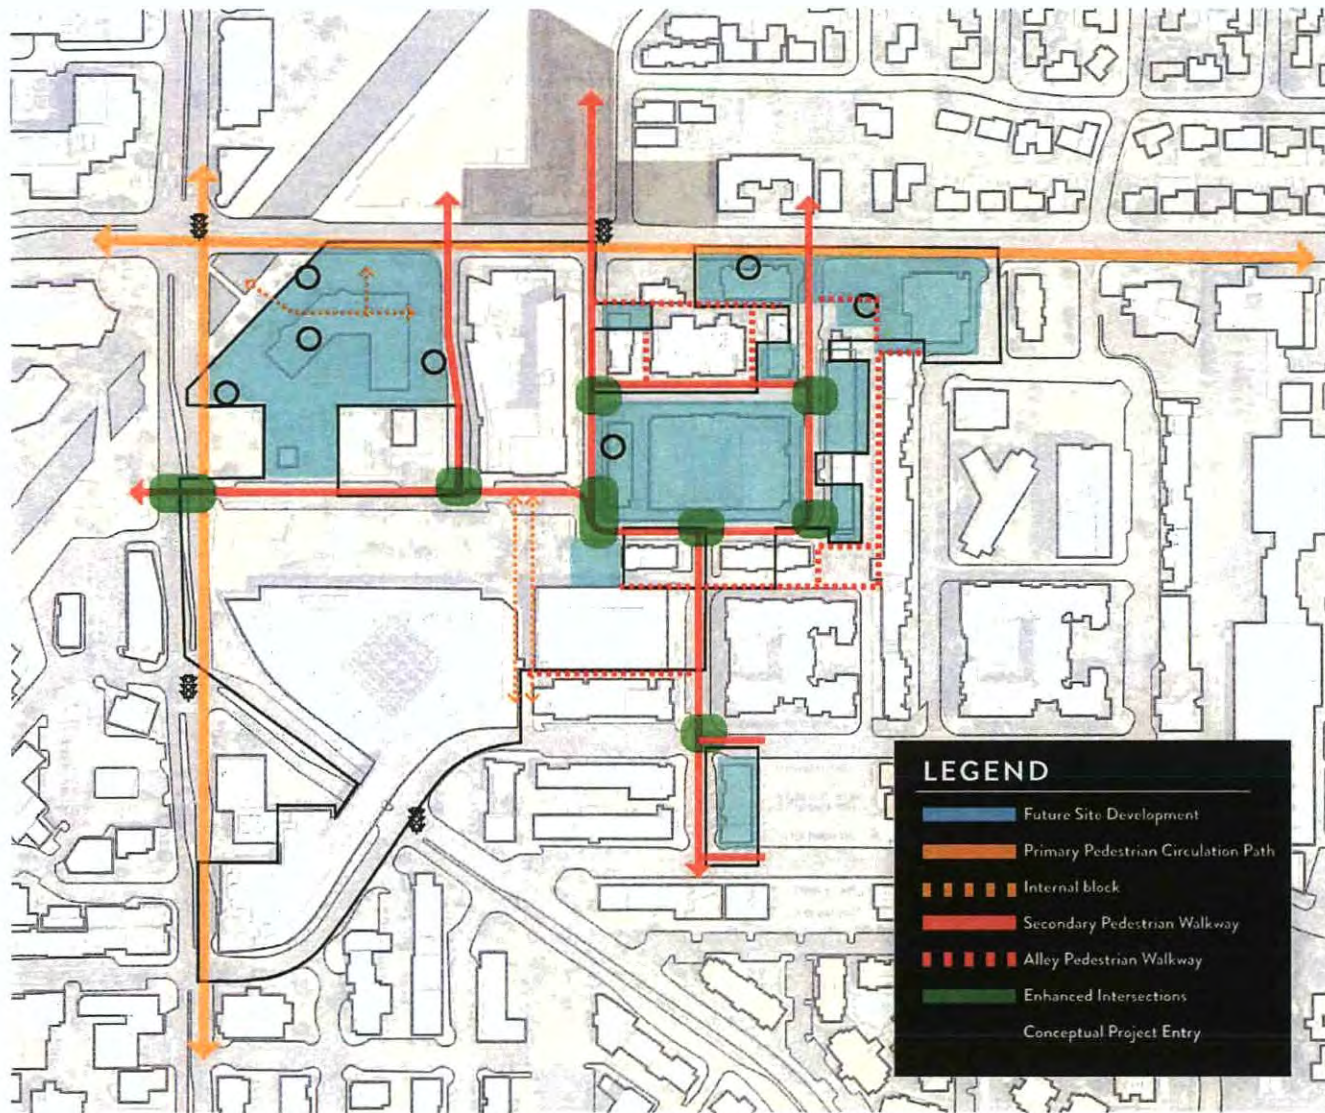 LEGEND
Future Site Development
Primary Pedestrian Circulation Path
Internal block
Secondary Pedestrian Walkway
Alley Pedestrian Walkway
Enhanced Intersections
Conceptual Project Entry